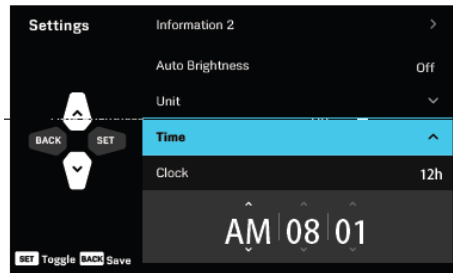 Settings
Information 2
Auto Brightness Off
Unit
BACK SET
Time
Clock 12h
AM 08 01
SET Toggle BACK Save